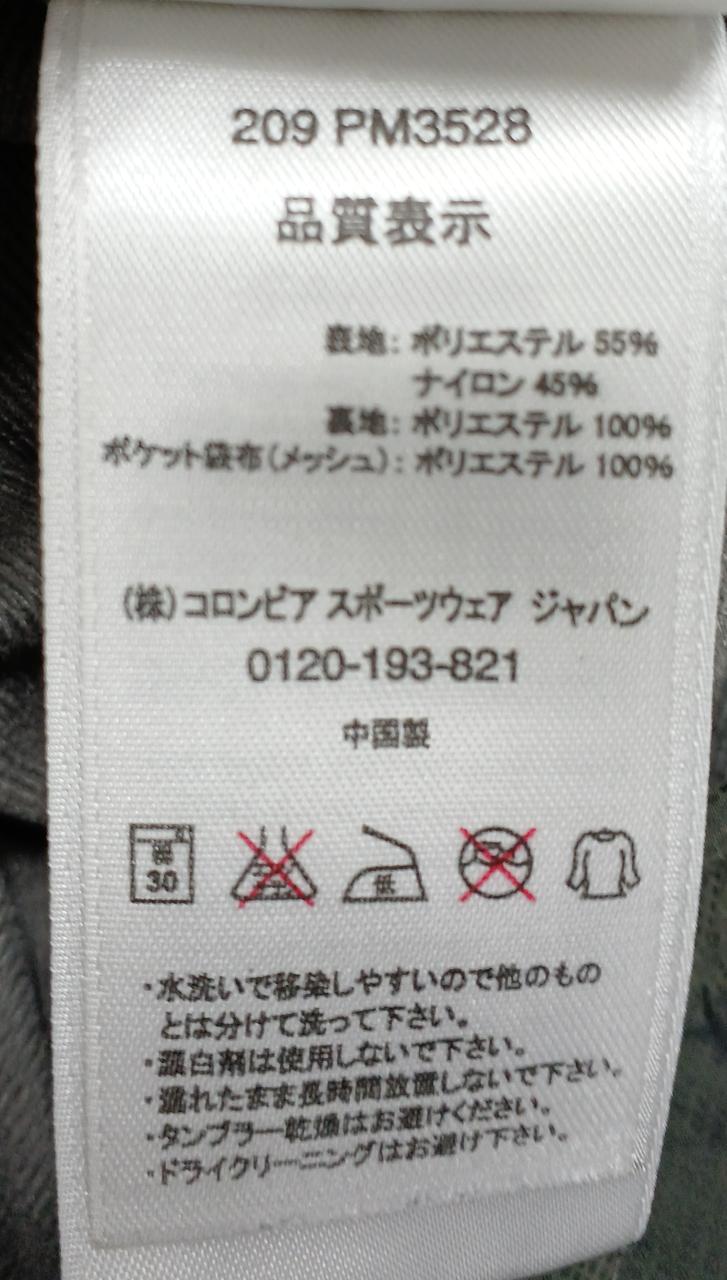 209 PM3528
品質表示
表地: ポリエステル 55%
ナイロン 45%
裏地: ポリエステル 100%
ポケット袋布(メッシュ): ポリエステル 100%
(株)コロンビア スポーツウェア ジャパン
0120-193-821
中国製
30 低
・水洗いで移染しやすいので他のもの
とは分けて洗って下さい。
・漂白剤は使用しないで下さい。
・濡れたまま長時間放置しないで下さい。
・タンブラー乾燥はお避けください。
・ドライクリーニングはお避け下さい。